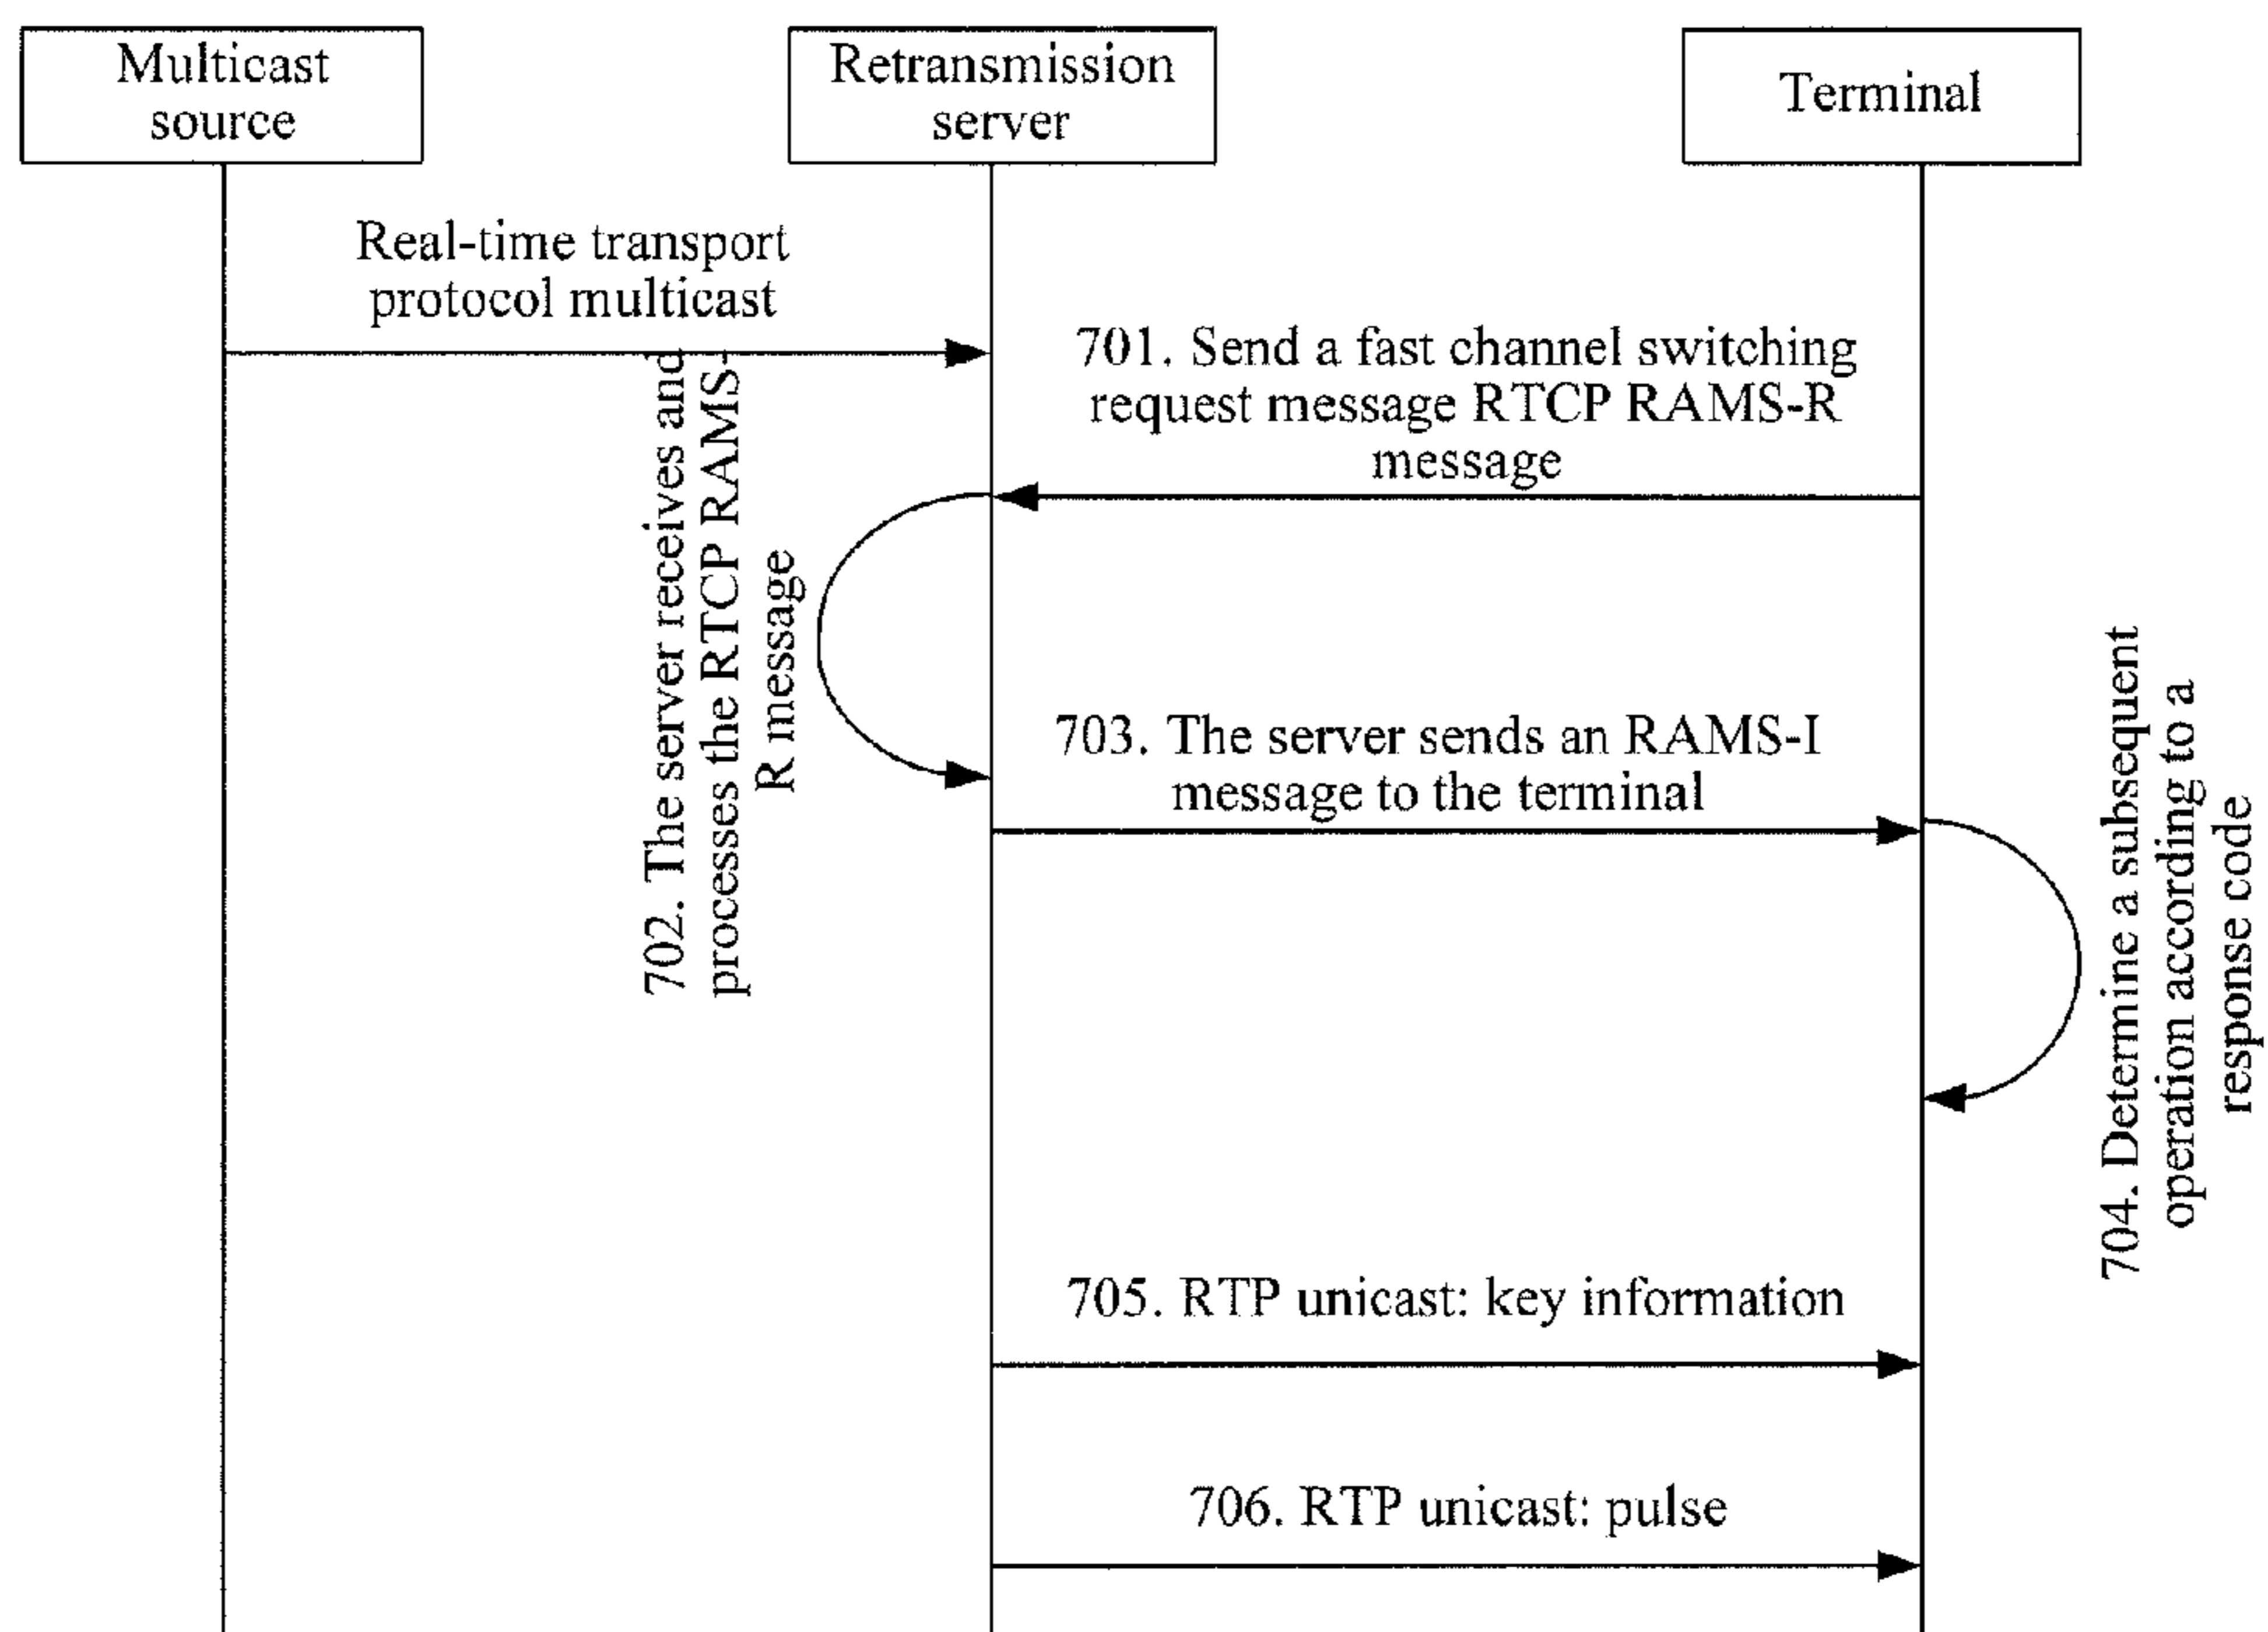 Multicast
source
Retransmission
server
Terminal
Real-time transport
protocol multicast
701. Send a fast channel switching
request message RTCP RAMS-R
message
702. The server receives and
processes the RTCP RAMS-
R message
703. The server sends an RAMS-I
message to the terminal
704. Determine a subsequent
operation according to a
response code
705. RTP unicast: key information
706. RTP unicast: pulse